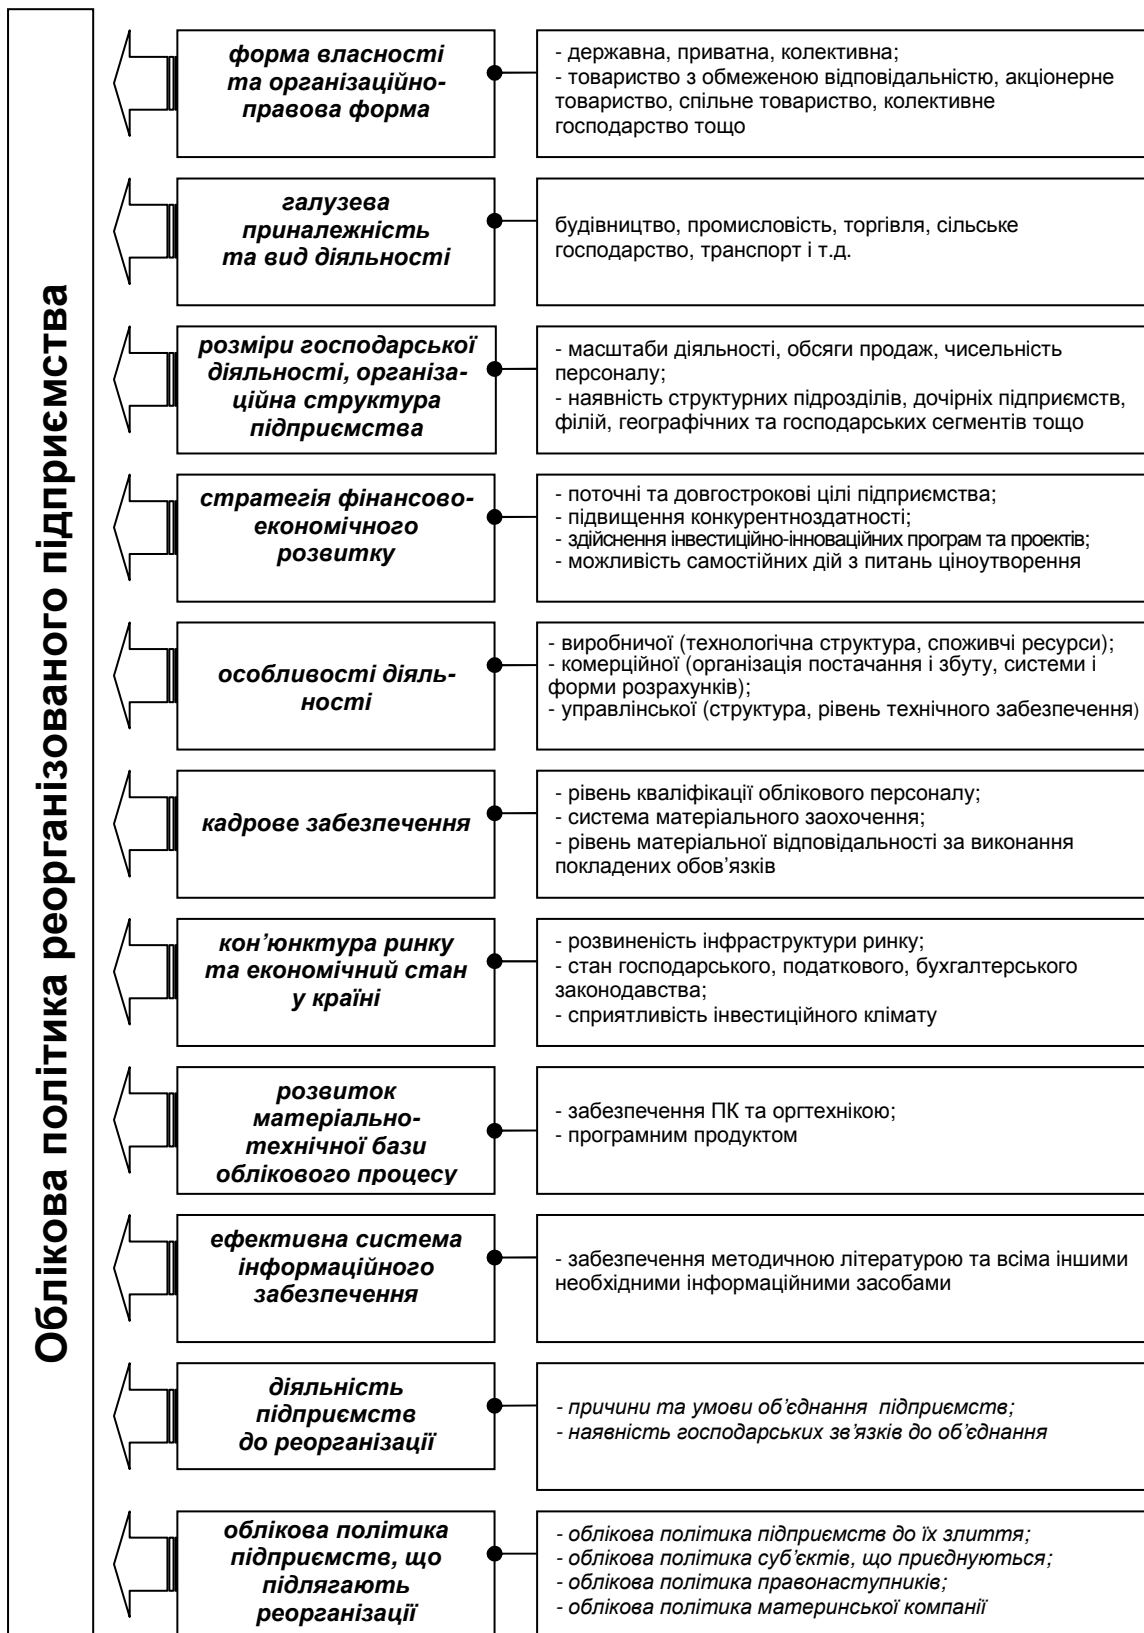 Облікова політика реорганізованого підприємства
форма власності
та організаційно-
правова форма
- державна, приватна, колективна;
- товариство з обмеженою відповідальністю, акціонерне
товариство, спільне товариство, колективне
господарство тощо
галузева
приналежність
та вид діяльності
будівництво, промисловість, торгівля, сільське
господарство, транспорт і т.д.
розміри господарської
діяльності, організа-
ційна структура
підприємства
- масштаби діяльності, обсяги продаж, чисельність
персоналу;
- наявність структурних підрозділів, дочірніх підприємств,
філій, географічних та господарських сегментів тощо
стратегія фінансово-
економічного
розвитку
- поточні та довгострокові цілі підприємства;
- підвищення конкурентноздатності;
- здійснення інвестиційно-інноваційних програм та проектів;
- можливість самостійних дій з питань ціноутворення
особливості діяль-
ності
- виробничої (технологічна структура, споживчі ресурси);
- комерційної (організація постачання і збуту, системи і
форми розрахунків);
- управлінської (структура, рівень технічного забезпечення)
кадрове забезпечення
- рівень кваліфікації облікового персоналу;
- система матеріального заохочення;
- рівень матеріальної відповідальності за виконання
покладених обов’язків
кон’юнктура ринку
та економічний стан
у країні
- розвиненість інфраструктури ринку;
- стан господарського, податкового, бухгалтерського
законодавства;
- сприятливість інвестиційного клімату
розвиток
матеріально-
технічної бази
облікового процесу
- забезпечення ПК та оргтехнікою;
- програмним продуктом
ефективна система
інформаційного
забезпечення
- забезпечення методичною літературою та всіма іншими
необхідними інформаційними засобами
діяльність
підприємств
до реорганізації
- причини та умови об’єднання підприємств;
- наявність господарських зв’язків до об’єднання
облікова політика
підприємств, що
підлягають
реорганізації
- облікова політика підприємств до їх злиття;
- облікова політика суб’єктів, що приєднуються;
- облікова політика правонаступників;
- облікова політика материнської компанії